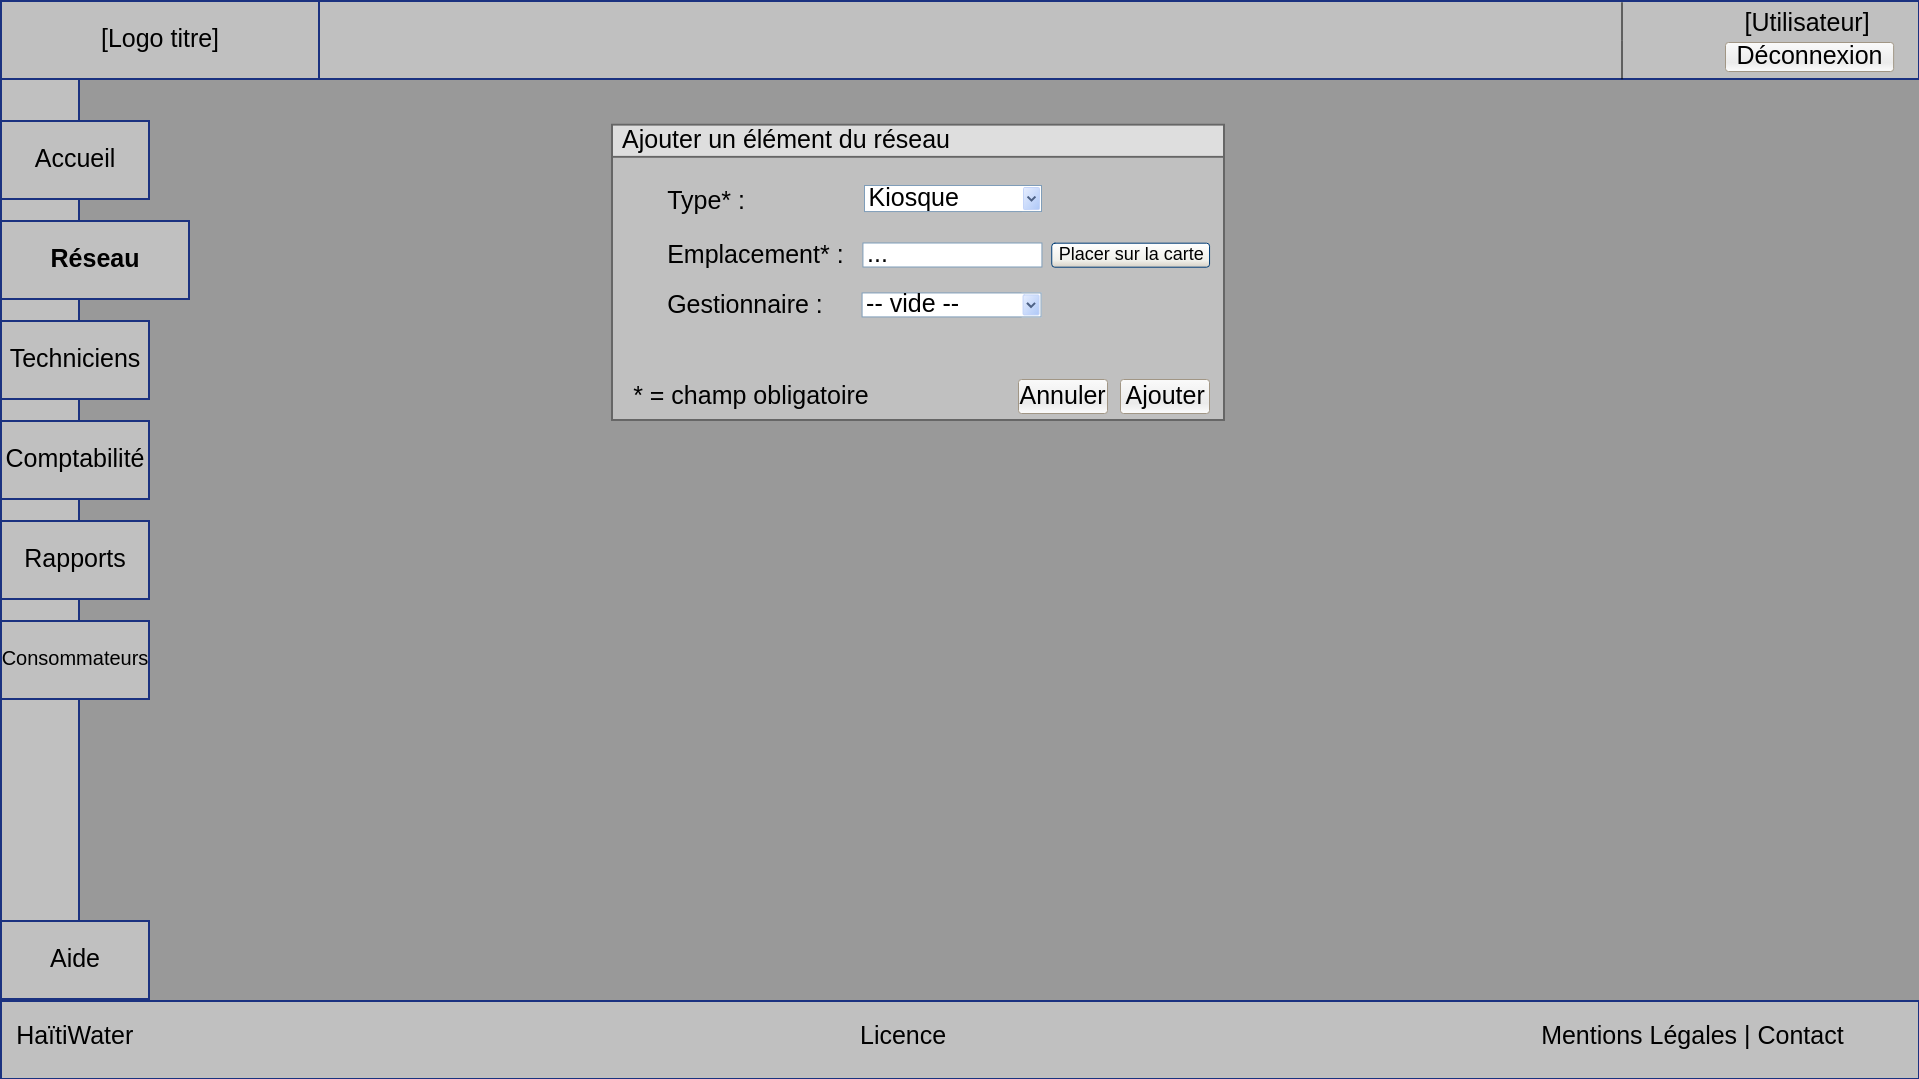 [Logo titre]
[Utilisateur]
Déconnexion
Accueil
Réseau
Techniciens
Comptabilité
Rapports
Consommateurs
Aide
Ajouter un élément du réseau
Type* : Kiosque
Emplacement* : ... Placer sur la carte
Gestionnaire : -- vide --
* = champ obligatoire Annuler Ajouter
HaïtiWater Licence Mentions Légales | Contact